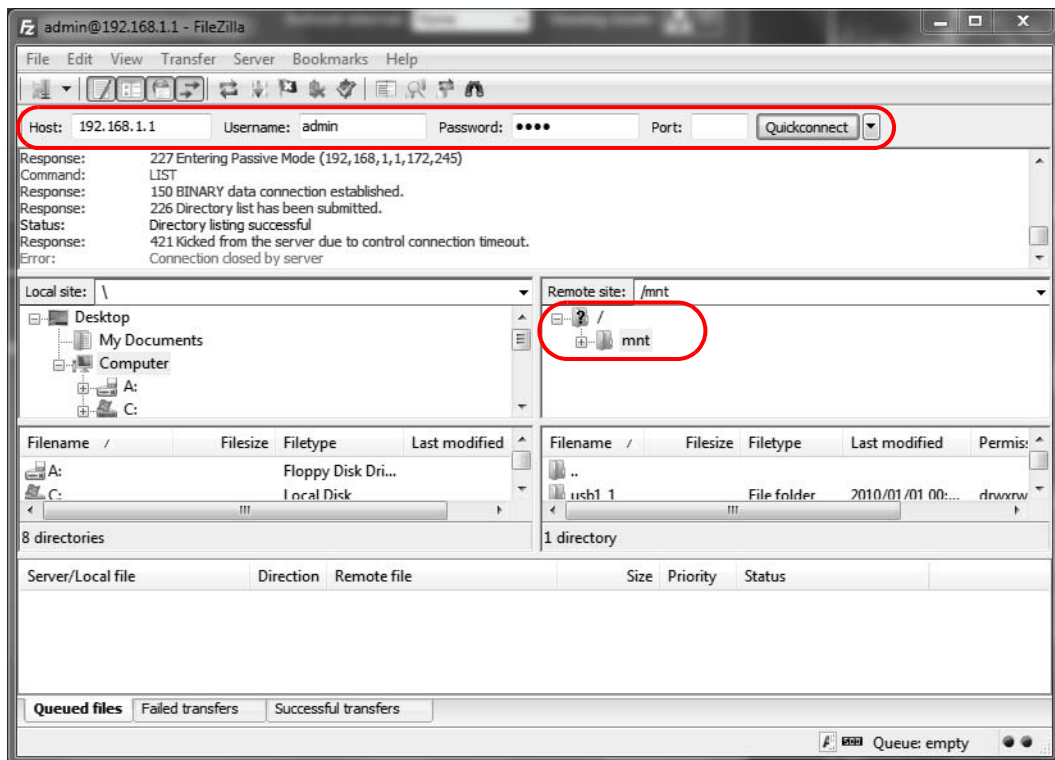 admin@192.168.1.1 - FileZilla
File Edit View Transfer Server Bookmarks Help
Host: 192.168.1.1 Username: admin Password: •••• Port: Quickconnect
Response: 227 Entering Passive Mode (192,168,1,1,172,245)
Command: LIST
Response: 150 BINARY data connection established.
Response: 226 Directory list has been submitted.
Status: Directory listing successful
Response: 421 Kicked from the server due to control connection timeout.
Error: Connection closed by server
Local site: \
Desktop
My Documents
Computer
A:
C:
Remote site: /mnt
? /
mnt
Filename / Filesize Filetype Last modified
A: Floppy Disk Dri...
C: Local Disk
8 directories
Filename / Filesize Filetype Last modified Permis
..
usb1_1 File folder 2010/01/01 00:... drwxrw
1 directory
Server/Local file Direction Remote file Size Priority Status
Queued files Failed transfers Successful transfers
Queue: empty